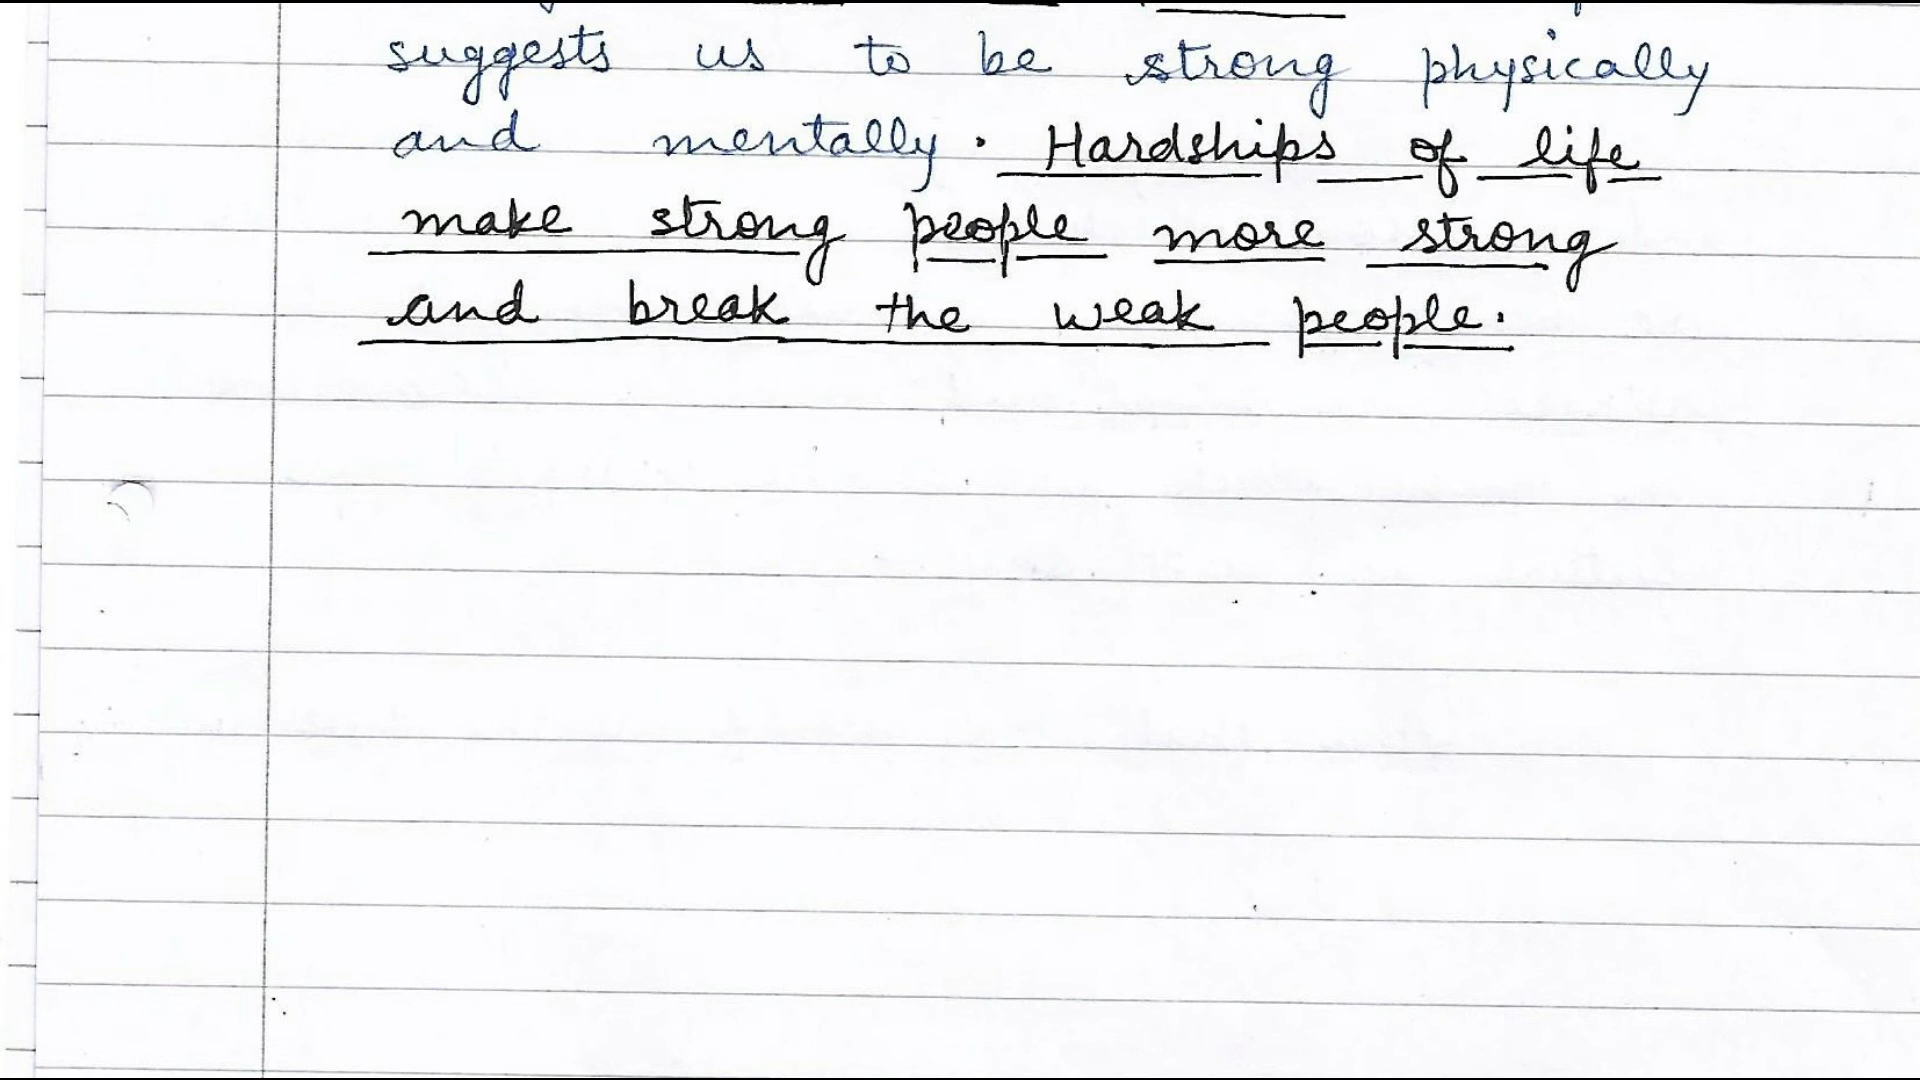 suggests us to be strong physically
and mentally. Hardships of life
make strong people more strong
and break the weak people.